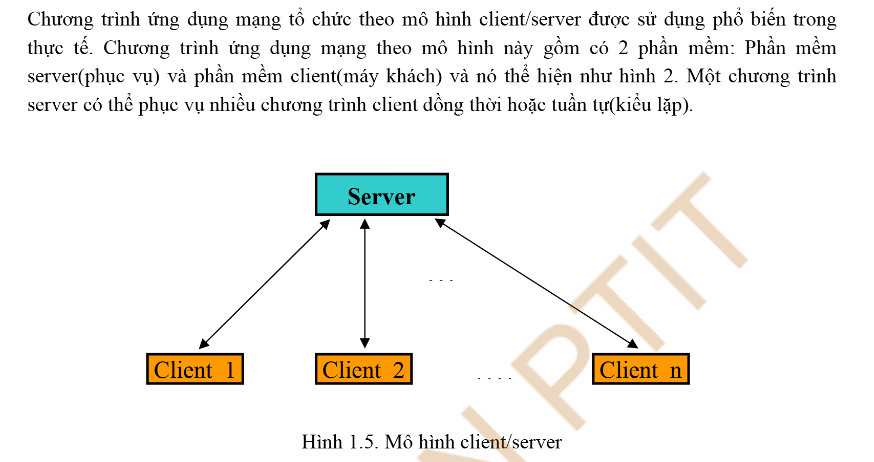 Chương trình ứng dụng mạng tổ chức theo mô hình client/server được sử dụng phổ biến trong
thực tế. Chương trình ứng dụng mạng theo mô hình này gồm có 2 phần mềm: Phần mềm
server(phục vụ) và phần mềm client(máy khách) và nó thể hiện như hình 2. Một chương trình
server có thể phục vụ nhiều chương trình client dồng thời hoặc tuần tự(kiểu lặp).
Server
. . .
Client 1
Client 2
. . . .
Client n
N PTIT
Hình 1.5. Mô hình client/server